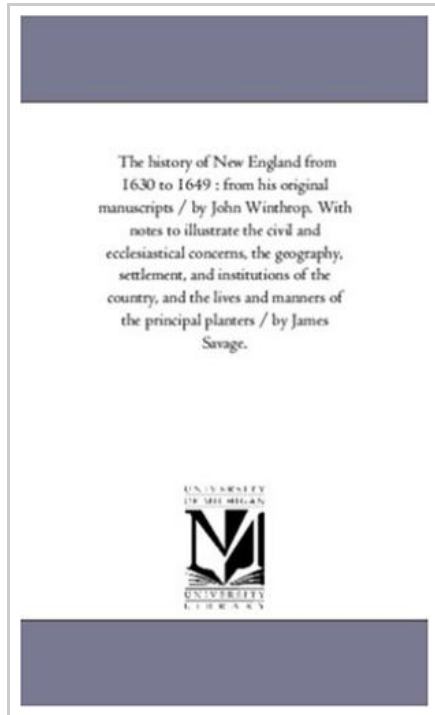 The history of New England from
1630 to 1649 : from his original
manuscripts / by John Winthrop. With
notes to illustrate the civil and
ecclesiastical concerns, the geography,
settlement, and institutions of the
country, and the lives and manners of
the principal planters / by James
Savage.
UNIVERSITY
OF MICHIGAN
M
UNIVERSITY
LIBRARY